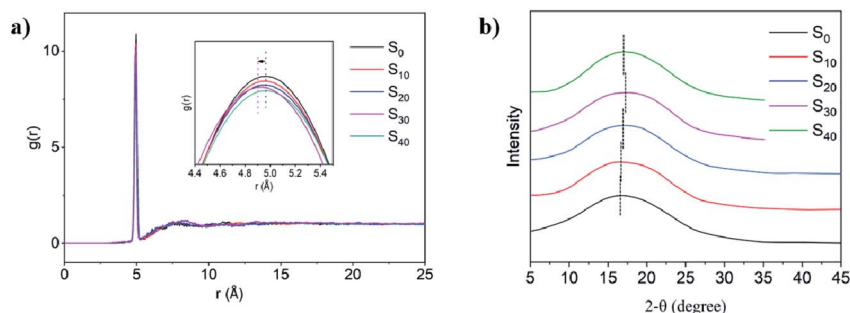 a)
10
5
0
g(r)
0 5 10 15 20 25
r (Å)
S0
S10
S20
S30
S40
g(r)
4.4 4.6 4.8 5.0 5.2 5.4
r (Å)
b)
Intensity
5 10 15 20 25 30 35 40 45
2-θ (degree)
S0
S10
S20
S30
S40